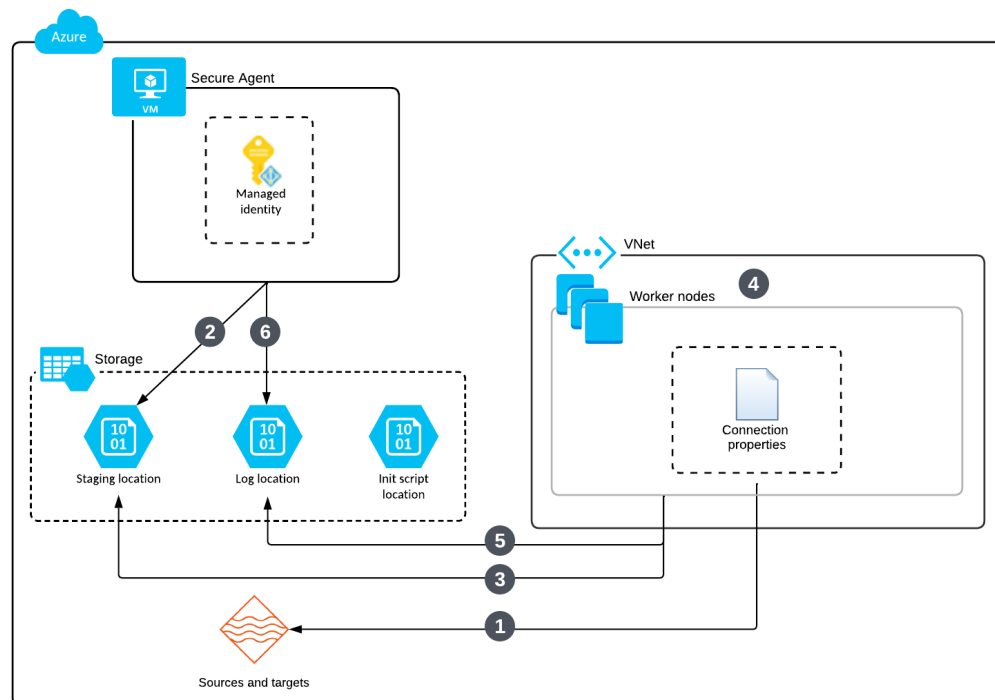 Azure
Secure Agent
VM
Managed
identity
VNet
4
Worker nodes
2
6
Storage
10
01
10
01
10
01
Connection
properties
Staging location
Log location
Init script
location
5
3
1
Sources and targets